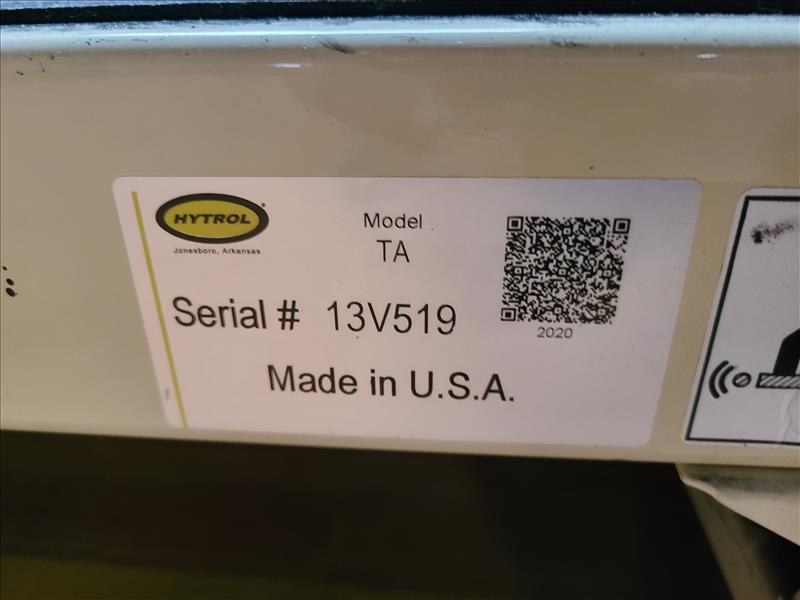 HYTROL
Jonesboro, Arkansas
Model
TA
Serial # 13V519
2020
Made in U.S.A.